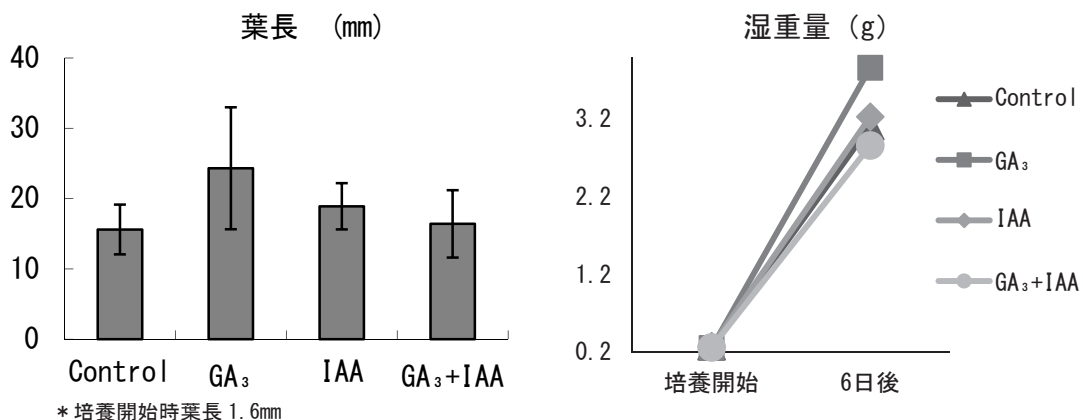 葉長 (mm)
40
30
20
10
0
Control GA₃ IAA GA₃+IAA
*培養開始時葉長 1.6mm
湿重量 (g)
3.2
2.2
1.2
0.2
培養開始 6日後
Control
GA₃
IAA
GA₃+IAA